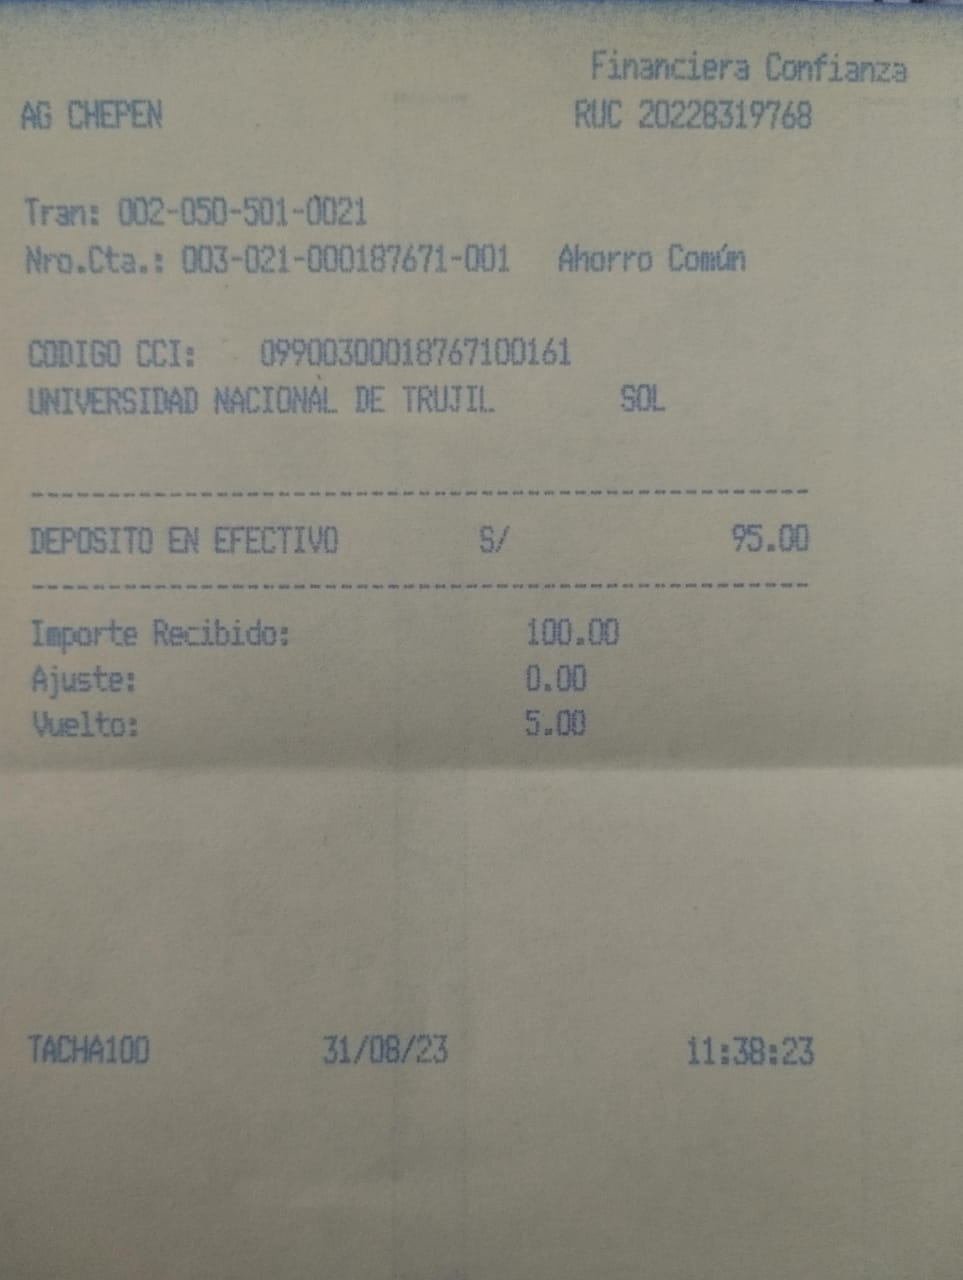 Financiera Confianza
AG CHEPEN RUC 20228319768
Tran: 002-050-501-0021
Nro.Cta.: 003-021-000187671-001 Ahorro Común
CODIGO CCI: 09900300018767100161
UNIVERSIDAD NACIONAL DE TRUJIL SOL
--------------------------------------------------
DEPOSITO EN EFECTIVO S/ 95.00
--------------------------------------------------
Importe Recibido: 100.00
Ajuste: 0.00
Vuelto: 5.00
TACHA100 31/08/23 11:38:23